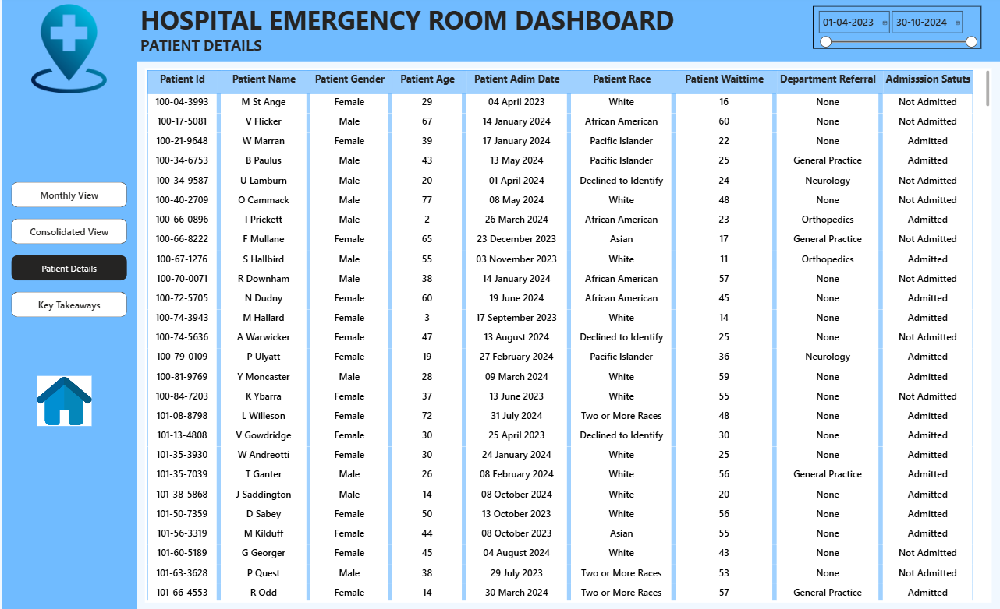 HOSPITAL EMERGENCY ROOM DASHBOARD
PATIENT DETAILS
01-04-2023 30-10-2024
Monthly View
Consolidated View
Patient Details
Key Takeaways
Patient Id Patient Name Patient Gender Patient Age Patient Adim Date Patient Race Patient Waittime Department Referral Admisssion Satuts
100-04-3993 M St Ange Female 29 04 April 2023 White 16 None Not Admitted
100-17-5081 V Flicker Male 67 14 January 2024 African American 60 None Not Admitted
100-21-9648 W Marran Female 39 17 January 2024 Pacific Islander 22 None Admitted
100-34-6753 B Paulus Male 43 13 May 2024 Pacific Islander 25 General Practice Admitted
100-34-9587 U Lamburn Male 20 01 April 2024 Declined to Identify 24 Neurology Not Admitted
100-40-2709 O Cammack Male 77 08 May 2024 White 48 None Not Admitted
100-66-0896 I Prickett Male 2 26 March 2024 African American 23 Orthopedics Admitted
100-66-8222 F Mullane Female 65 23 December 2023 Asian 17 General Practice Not Admitted
100-67-1276 S Hallbird Male 55 03 November 2023 White 11 Orthopedics Admitted
100-70-0071 R Downham Male 38 14 January 2024 African American 57 None Not Admitted
100-72-5705 N Dudny Female 60 19 June 2024 African American 45 None Admitted
100-74-3943 M Hallard Female 3 17 September 2023 White 14 None Admitted
100-74-5636 A Warwicker Female 47 13 August 2024 Declined to Identify 25 None Not Admitted
100-79-0109 P Ulyatt Female 19 27 February 2024 Pacific Islander 36 Neurology Admitted
100-81-9769 Y Moncaster Male 28 09 March 2024 White 59 None Admitted
100-84-7203 K Ybarra Female 37 13 June 2023 White 55 None Not Admitted
101-08-8798 L Willeson Female 72 31 July 2024 Two or More Races 48 None Admitted
101-13-4808 V Gowdridge Female 30 25 April 2023 Declined to Identify 30 None Admitted
101-35-3930 W Andreotti Female 30 24 January 2024 White 25 None Admitted
101-35-7039 T Ganter Male 26 08 February 2024 White 56 General Practice Admitted
101-38-5868 J Saddington Male 14 08 October 2024 White 20 None Admitted
101-50-7359 D Sabey Female 50 13 October 2023 White 56 None Admitted
101-56-3319 M Kilduff Female 44 08 October 2023 Asian 55 None Admitted
101-60-5189 G Georger Female 45 04 August 2024 White 43 None Not Admitted
101-63-3628 P Quest Male 38 29 July 2023 Two or More Races 53 None Not Admitted
101-66-4553 R Odd Female 14 30 March 2024 Two or More Races 57 General Practice Admitted